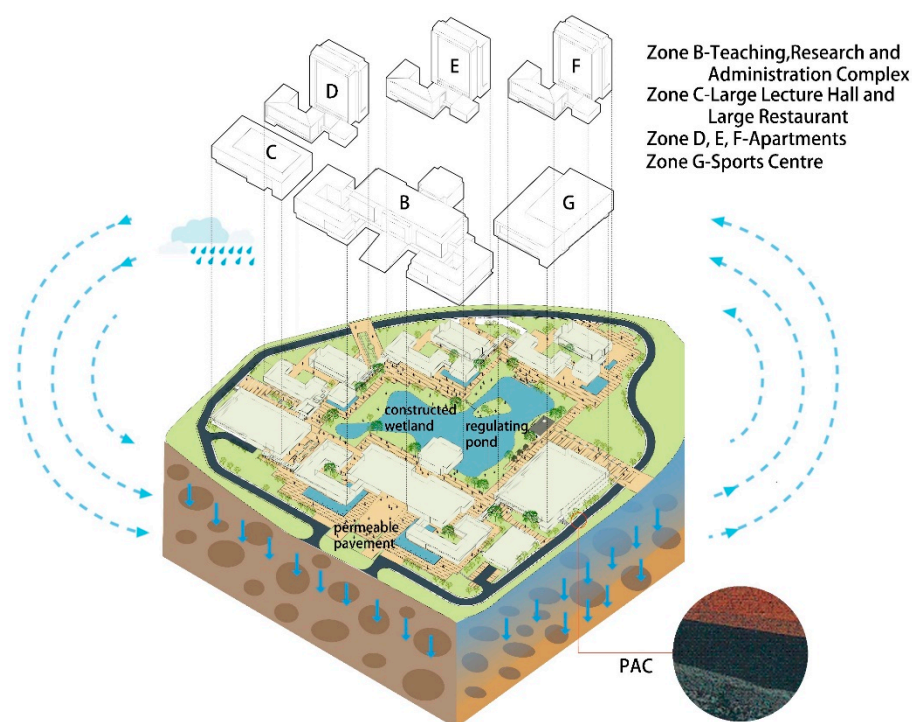 E
F
D
C
B
G
Zone B-Teaching,Research and
Administration Complex
Zone C-Large Lecture Hall and
Large Restaurant
Zone D, E, F-Apartments
Zone G-Sports Centre
constructed
wetland
regulating
pond
permeable
pavement
PAC